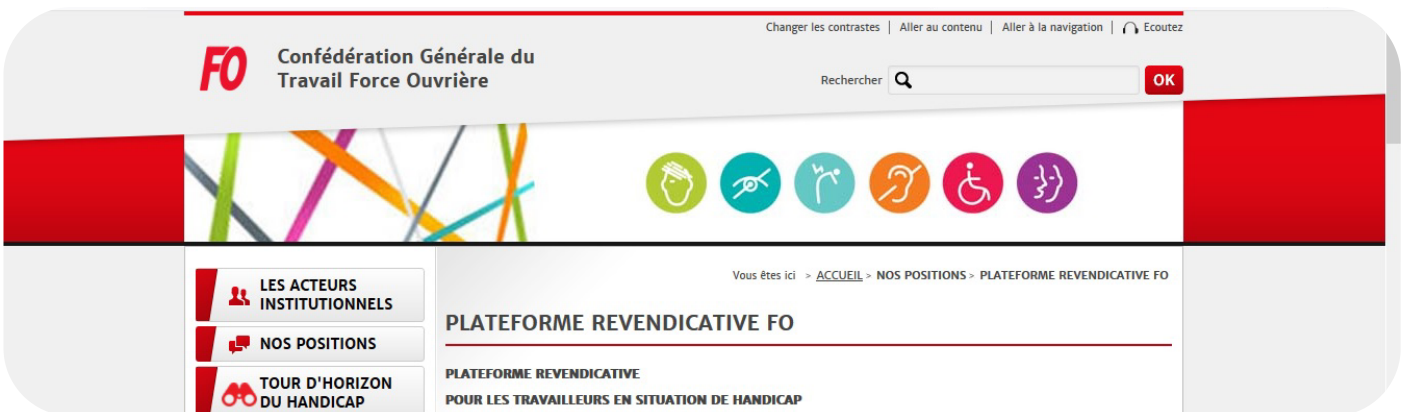 Changer les contrastes | Aller au contenu | Aller à la navigation | Ecoutez
FO
Confédération Générale du
Travail Force Ouvrière
Rechercher
OK
LES ACTEURS
INSTITUTIONNELS
NOS POSITIONS
TOUR D'HORIZON
DU HANDICAP
Vous êtes ici > ACCUEIL > NOS POSITIONS > PLATEFORME REVENDICATIVE FO
PLATEFORME REVENDICATIVE FO
PLATEFORME REVENDICATIVE
POUR LES TRAVAILLEURS EN SITUATION DE HANDICAP